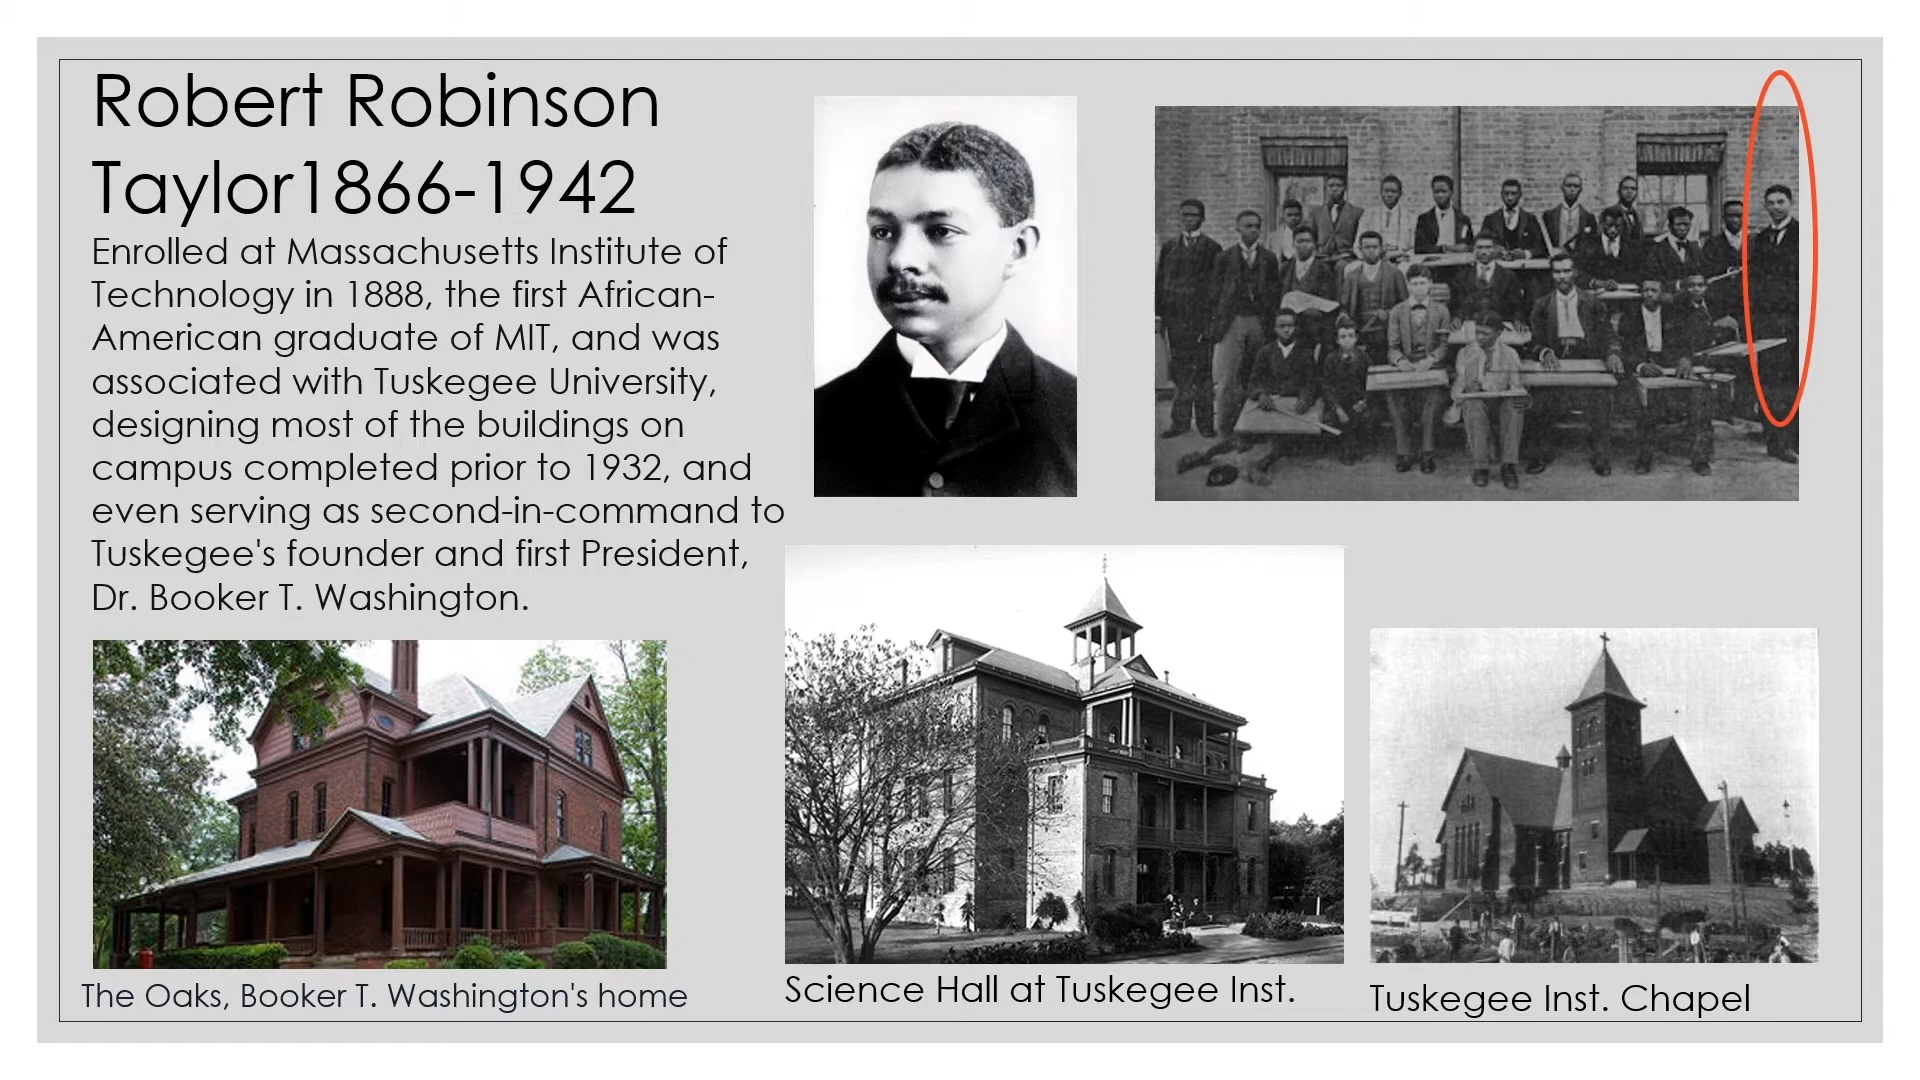 Robert Robinson
Taylor1866-1942
Enrolled at Massachusetts Institute of
Technology in 1888, the first African-
American graduate of MIT, and was
associated with Tuskegee University,
designing most of the buildings on
campus completed prior to 1932, and
even serving as second-in-command to
Tuskegee's founder and first President,
Dr. Booker T. Washington.
The Oaks, Booker T. Washington's home
Science Hall at Tuskegee Inst.
Tuskegee Inst. Chapel